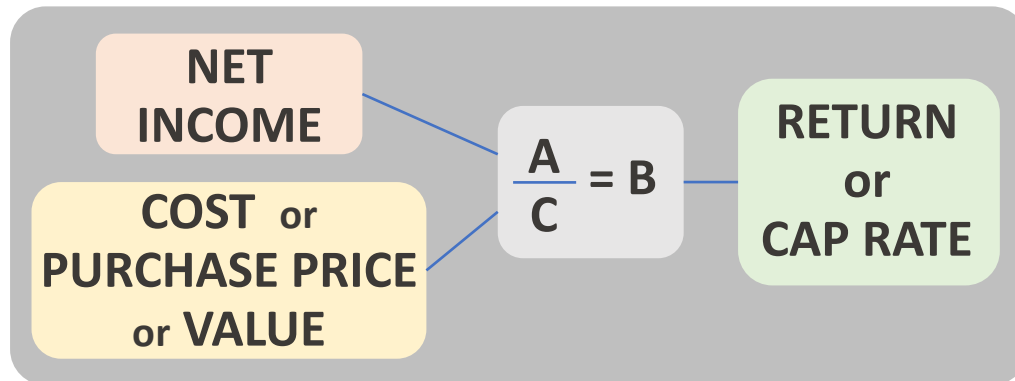 NET
INCOME
COST or
PURCHASE PRICE
or VALUE
A
C
= B
RETURN
or
CAP RATE